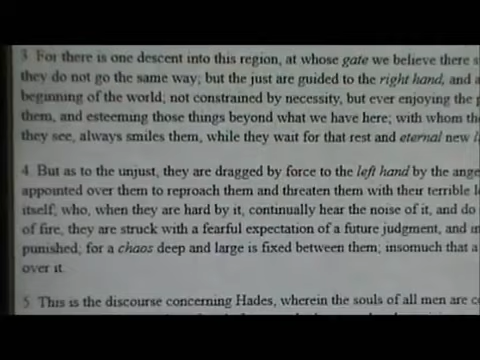 3. For there is one descent into this region, at whose gate we believe there
they do not go the same way; but the just are guided to the right hand, and
beginning of the world; not constrained by necessity, but ever enjoying the
them, and esteeming those things beyond what we have here; with whom
they see, always smiles them, while they wait for that rest and eternal new
4. But as to the unjust, they are dragged by force to the left hand by the
appointed over them to reproach them and threaten them with their terrible
itself, who, when they are hard by it, continually hear the noise of it, and do
of fire, they are struck with a fearful expectation of a future judgment, and
punished; for a chaos deep and large is fixed between them; insomuch that a
over it.
5. This is the discourse concerning Hades, wherein the souls of all men are